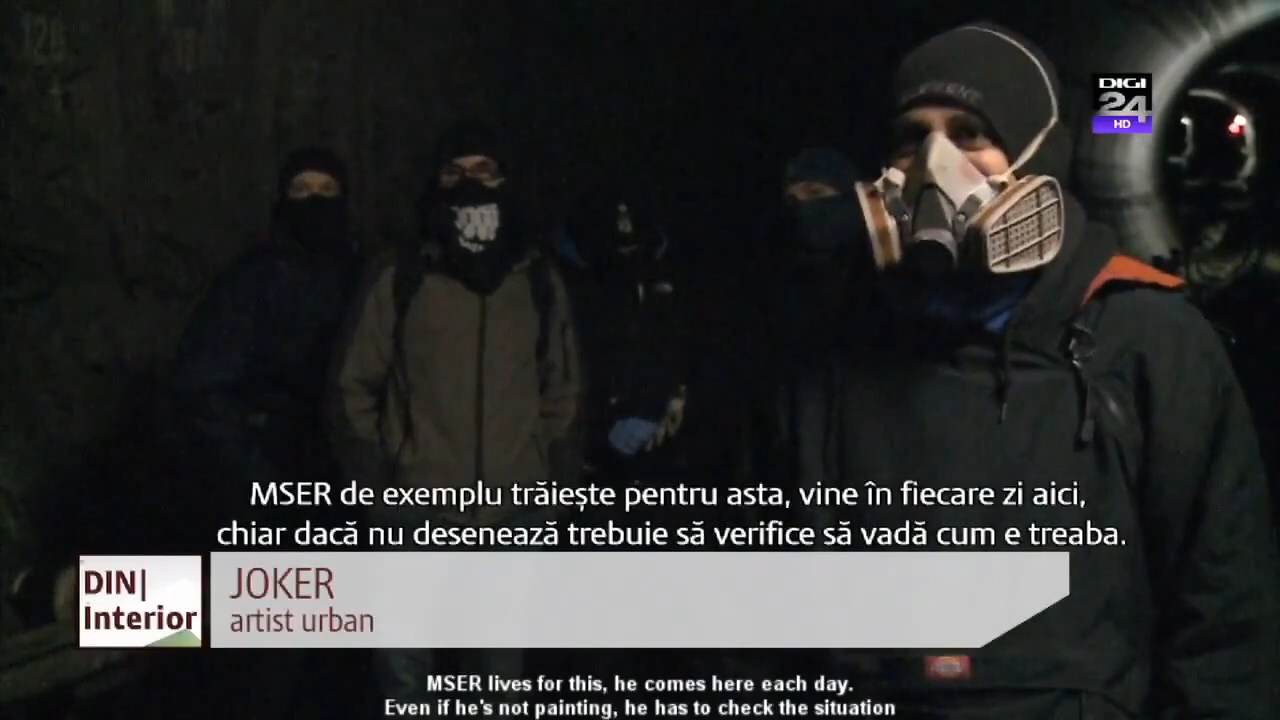 DIGI
24
HD
MSER de exemplu trăiește pentru asta, vine în fiecare zi aici,
chiar dacă nu desenează trebuie să verifice să vadă cum e treaba.
DIN|
Interior
JOKER
artist urban
MSER lives for this, he comes here each day.
Even if he's not painting, he has to check the situation